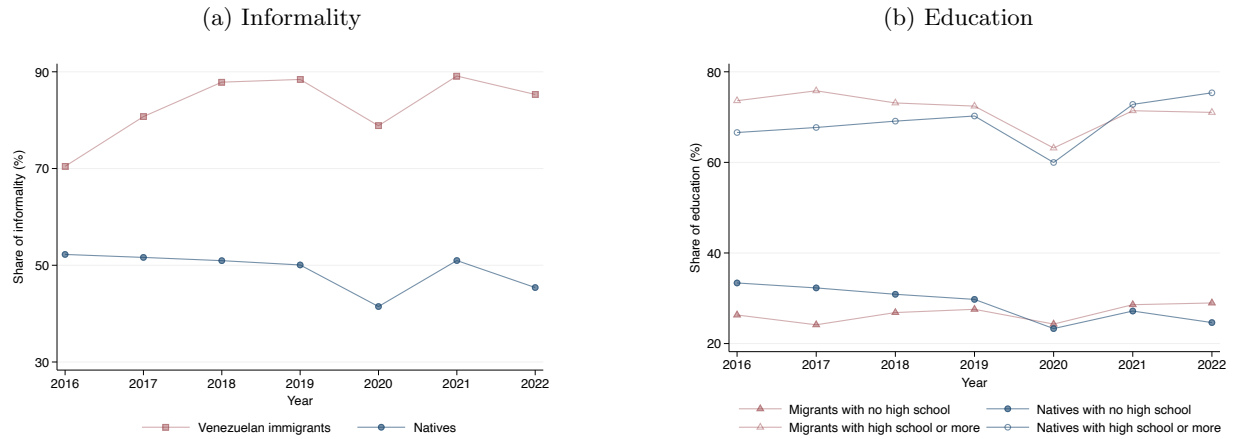 (a) Informality
90
70
50
30
Share of informality (%)
2016 2017 2018 2019 2020 2021 2022
Year
Venezuelan immigrants Natives
(b) Education
80
60
40
20
Share of education (%)
2016 2017 2018 2019 2020 2021 2022
Year
Migrants with no high school Natives with no high school
Migrants with high school or more Natives with high school or more